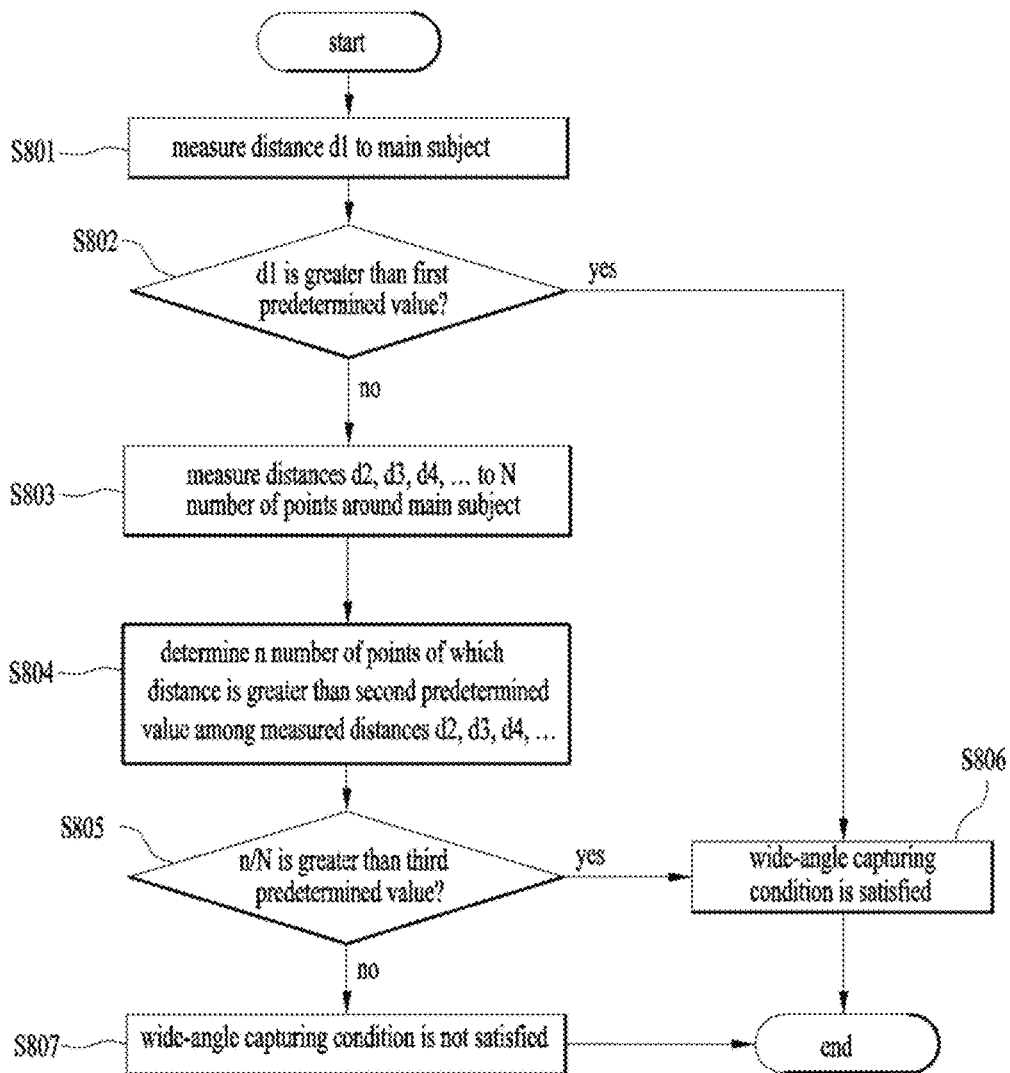 start
S801
measure distance d1 to main subject
S802
d1 is greater than first
predetermined value?
yes
no
S803
measure distances d2, d3, d4, ... to N
number of points around main subject
S804
determine n number of points of which
distance is greater than second predetermined
value among measured distances d2, d3, d4, ...
S805
n/N is greater than third
predetermined value?
yes
S806
wide-angle capturing
condition is satisfied
no
S807
wide-angle capturing condition is not satisfied
end